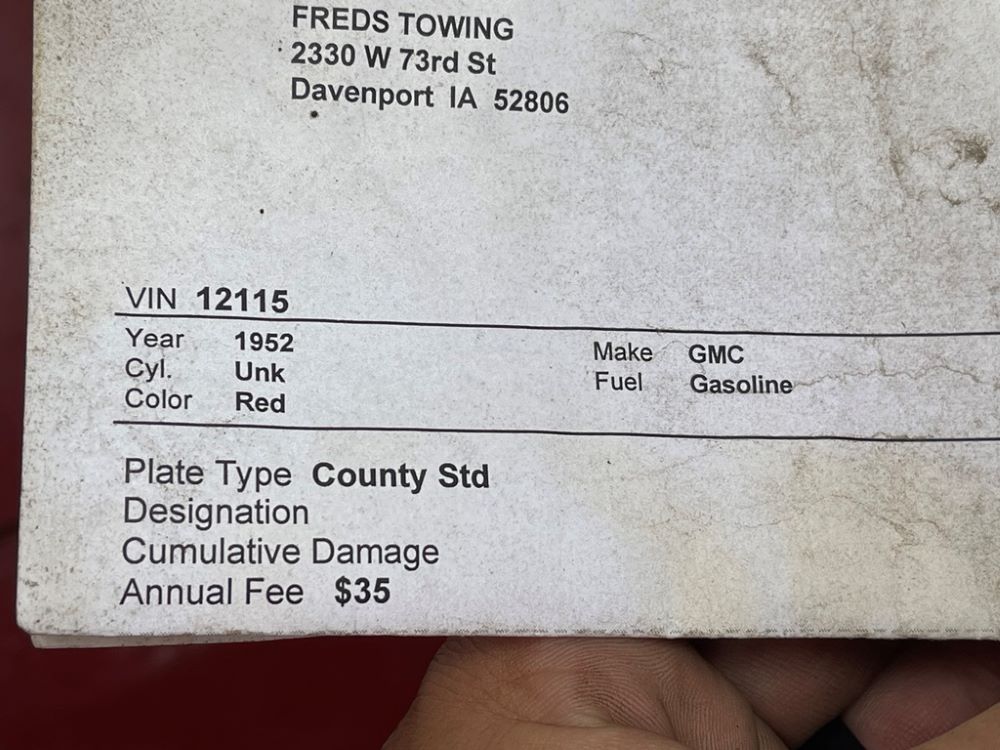 FREDS TOWING
2330 W 73rd St
Davenport IA 52806
VIN 12115
Year 1952
Make GMC
Cyl. Unk
Fuel Gasoline
Color Red
Plate Type County Std
Designation
Cumulative Damage
Annual Fee $35